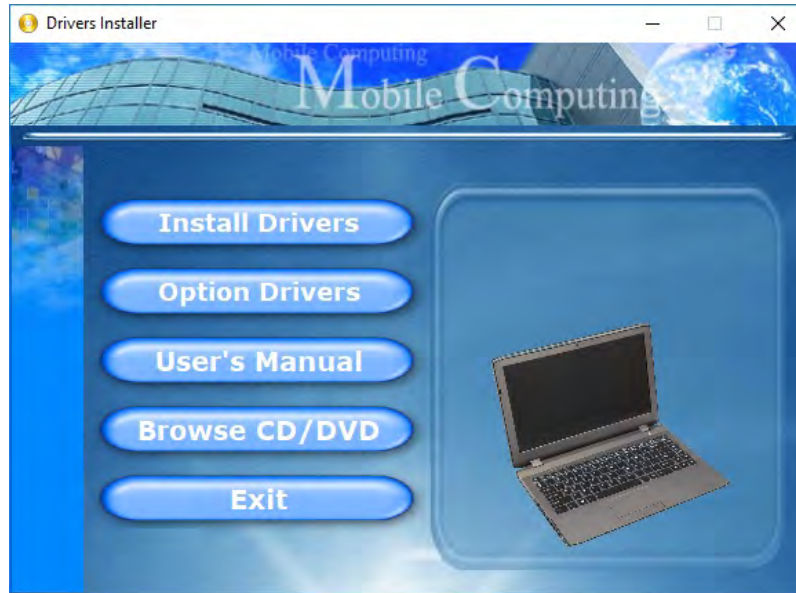 Drivers Installer
Mobile Computing
Mobile Computing
Install Drivers
Option Drivers
User's Manual
Browse CD/DVD
Exit